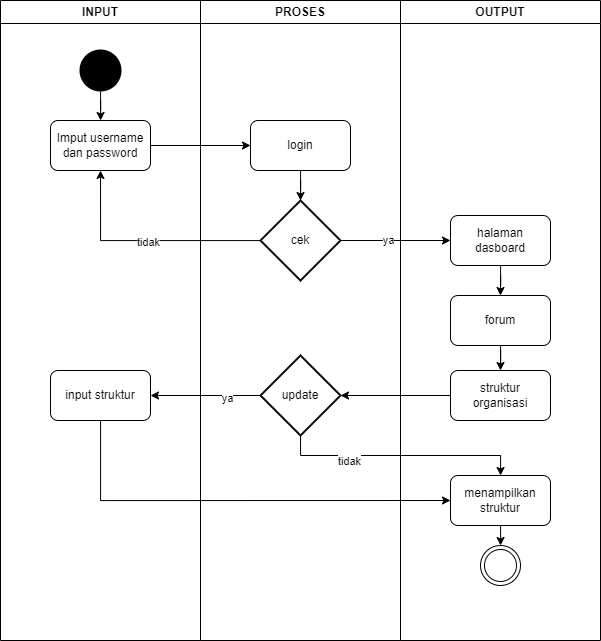 INPUT
PROSES
OUTPUT
Imput username
dan password
login
cek
tidak
ya
halaman
dasboard
forum
struktur
organisasi
update
ya
input struktur
tidak
menampilkan
struktur